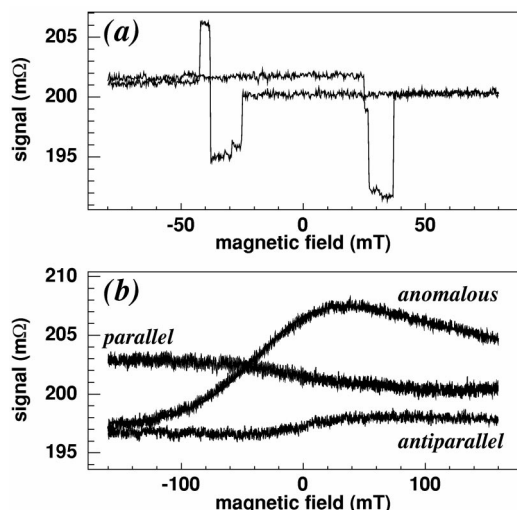 (a)
205
200
195
signal (mΩ)
-50
0
50
magnetic field (mT)
(b)
210
205
200
195
signal (mΩ)
anomalous
parallel
antiparallel
-100
0
100
magnetic field (mT)